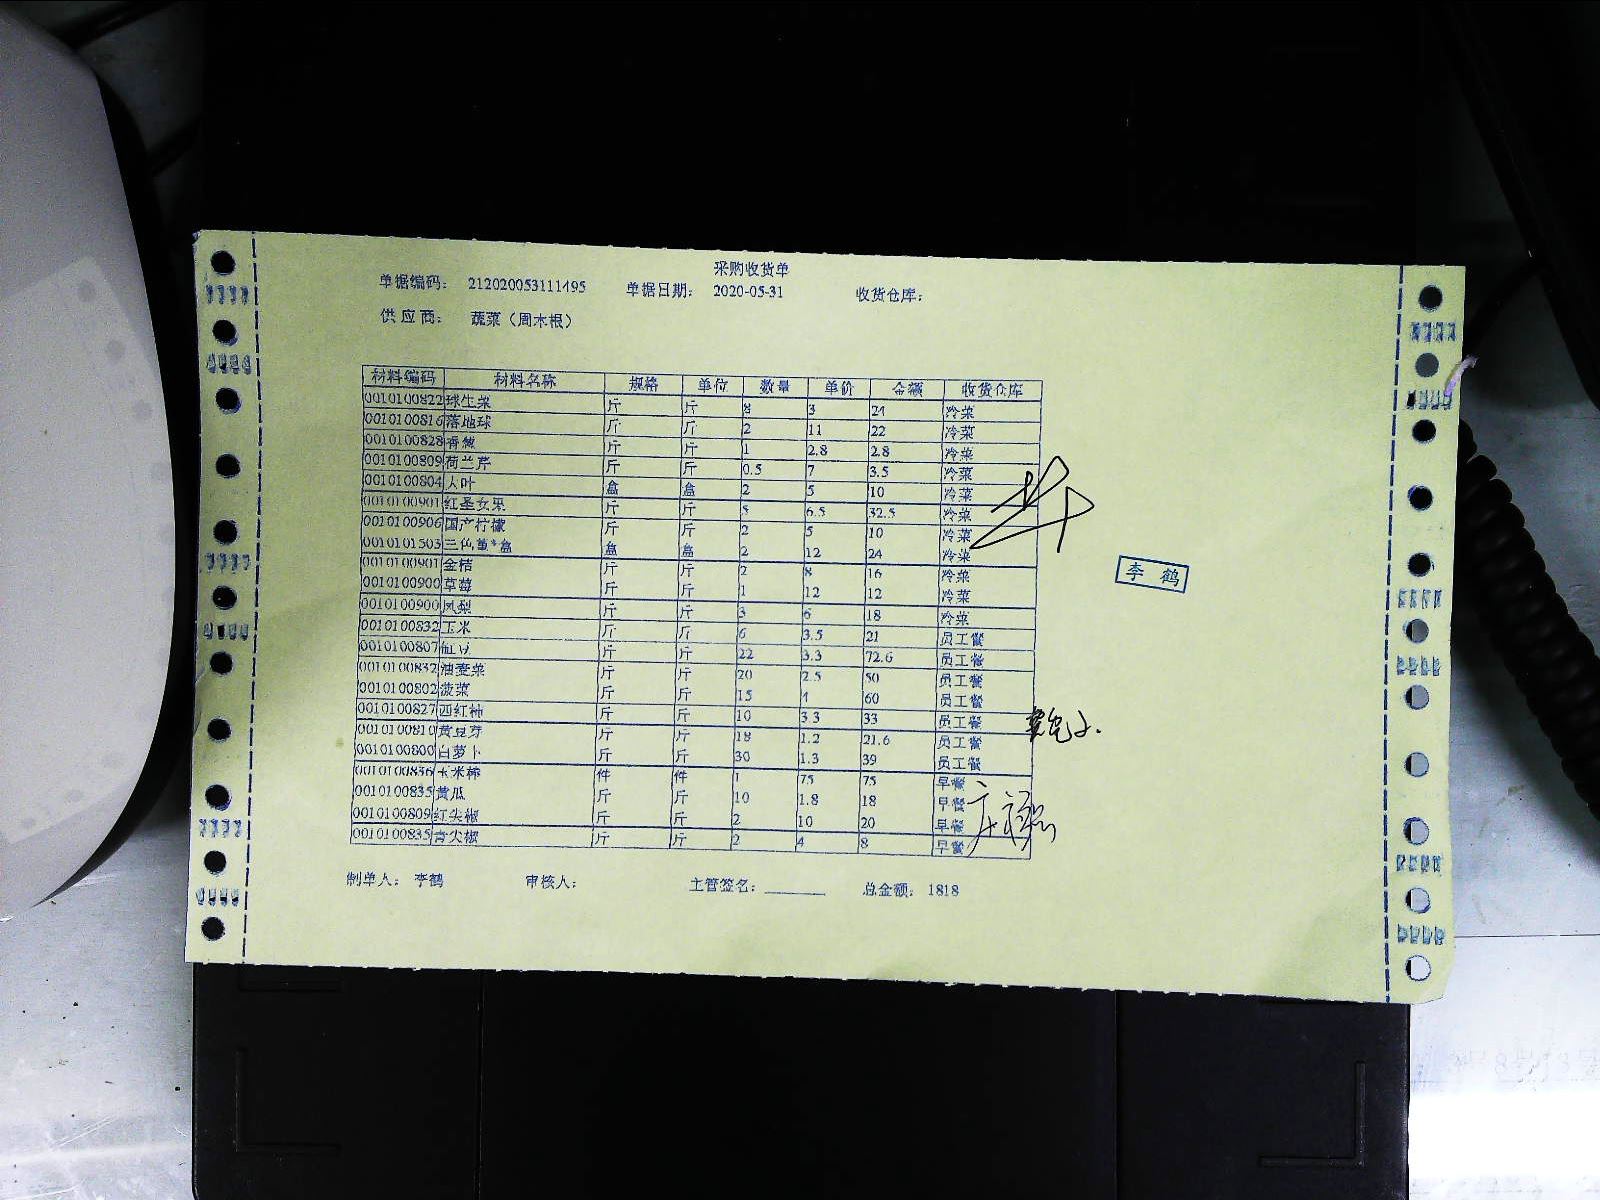 采购收货单
单据编码： 212020053111495 单据日期： 2020-05-31 收货仓库：
供应商： 蔬菜（周木根）
材料编码 材料名称 规格 单位 数量 单价 金额 收货仓库
0010100822 球生菜 斤 斤 8 3 24 冷菜
0010100816 落地球 斤 斤 2 11 22 冷菜
0010100828 香葱 斤 斤 1 2.8 2.8 冷菜
0010100809 荷兰芹 斤 斤 0.5 7 3.5 冷菜
0010100804 大叶 盒 盒 2 5 10 冷菜
0010100901 红圣女果 斤 斤 5 6.5 32.5 冷菜
0010100906 国产柠檬 斤 斤 2 5 10 冷菜
0010101503 三仙堇*盒 盒 盒 2 12 24 冷菜
0010100901 金桔 斤 斤 2 8 16 冷菜
0010100900 草莓 斤 斤 1 12 12 冷菜
0010100900 凤梨 斤 斤 3 6 18 冷菜
0010100832 玉米 斤 斤 6 3.5 21 员工餐
0010100807 缸豆 斤 斤 22 3.3 72.6 员工餐
0010100832 油麦菜 斤 斤 20 2.5 50 员工餐
0010100802 菠菜 斤 斤 15 4 60 员工餐
0010100827 西红柿 斤 斤 10 3.3 33 员工餐
0010100810 黄豆芽 斤 斤 18 1.2 21.6 员工餐
0010100800 白萝卜 斤 斤 30 1.3 39 员工餐
0010100836 玉米棒 件 件 1 75 75 早餐
0010100835 黄瓜 斤 斤 10 1.8 18 早餐
0010100809 红尖椒 斤 斤 2 10 20 早餐
0010100835 青尖椒 斤 斤 2 4 8 早餐
李鹤
制单人： 李鹤 审核人： 主管签名：________ 总金额： 1818